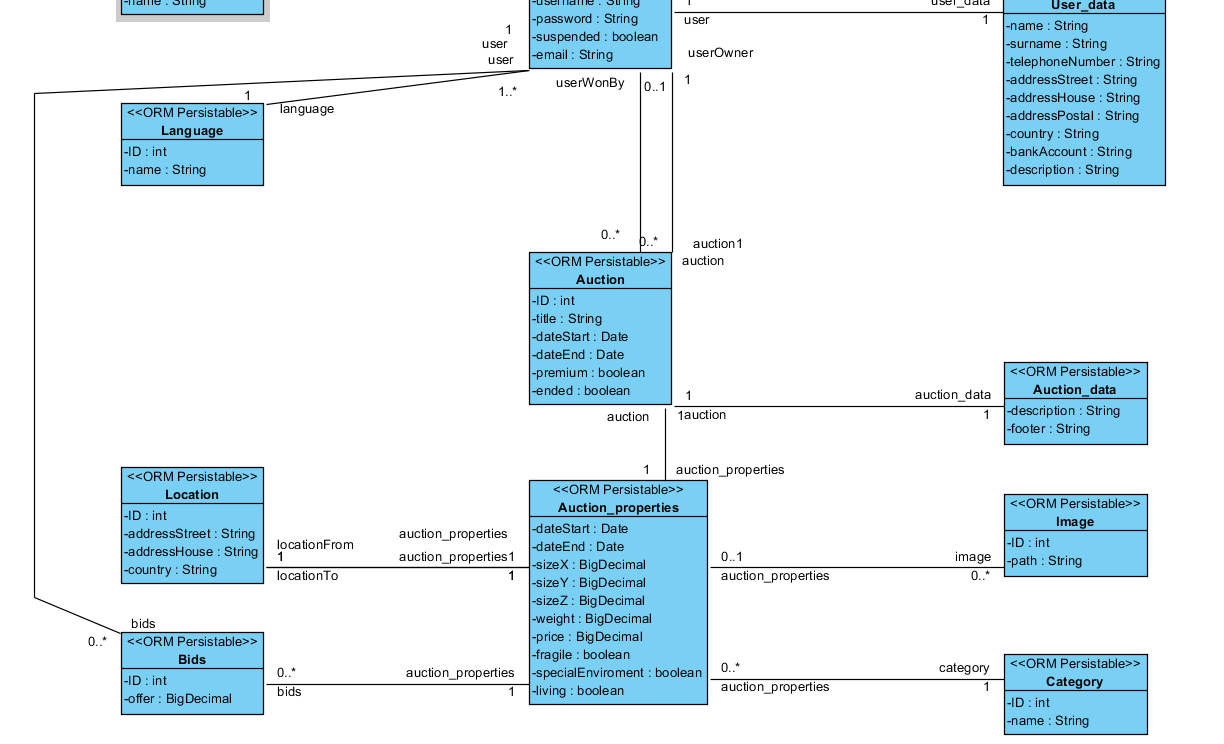 -name : String
-username : String
-password : String
-suspended : boolean
-email : String
1
user
user_data
1
User_data
-name : String
-surname : String
-telephoneNumber : String
-addressStreet : String
-addressHouse : String
-addressPostal : String
-country : String
-bankAccount : String
-description : String
1
user
user
1..*
userWonBy
0..1
userOwner
1
1
language
<<ORM Persistable>>
Language
-ID : int
-name : String
0..*
0..*
auction1
auction
<<ORM Persistable>>
Auction
-ID : int
-title : String
-dateStart : Date
-dateEnd : Date
-premium : boolean
-ended : boolean
1
auction_data
1auction
1
<<ORM Persistable>>
Auction_data
-description : String
-footer : String
auction
1
auction_properties
<<ORM Persistable>>
Location
-ID : int
-addressStreet : String
-addressHouse : String
-country : String
locationFrom
1
locationTo
auction_properties
auction_properties1
1
<<ORM Persistable>>
Auction_properties
-dateStart : Date
-dateEnd : Date
-sizeX : BigDecimal
-sizeY : BigDecimal
-sizeZ : BigDecimal
-weight : BigDecimal
-price : BigDecimal
-fragile : boolean
-specialEnviroment : boolean
-living : boolean
0..1
image
auction_properties
0..*
<<ORM Persistable>>
Image
-ID : int
-path : String
bids
0..*
<<ORM Persistable>>
Bids
-ID : int
-offer : BigDecimal
0..*
auction_properties
bids
1
0..*
category
auction_properties
1
<<ORM Persistable>>
Category
-ID : int
-name : String